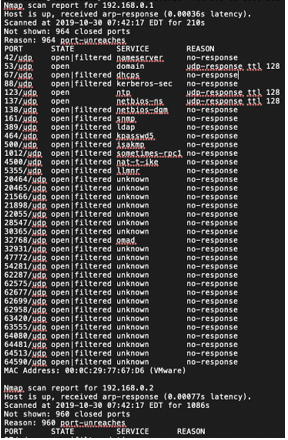 Nmap scan report for 192.168.0.1
Host is up, received arp-response (0.00036s latency).
Scanned at 2019-10-30 07:42:17 EDT for 210s
Not shown: 964 closed ports
Reason: 964 port-unreaches
PORT STATE SERVICE REASON
42/udp open|filtered nameserver no-response
53/udp open domain udp-response ttl 128
67/udp open|filtered dhcps no-response
88/udp open|filtered kerberos-sec no-response
123/udp open ntp udp-response ttl 128
137/udp open netbios-ns udp-response ttl 128
138/udp open|filtered netbios-dgm no-response
161/udp open|filtered snmp no-response
389/udp open|filtered ldap no-response
464/udp open|filtered kpasswd5 no-response
500/udp open|filtered isakmp no-response
1012/udp open|filtered sometimes-rpc1 no-response
4500/udp open|filtered nat-t-ike no-response
5355/udp open|filtered llmnr no-response
20464/udp open|filtered unknown no-response
20465/udp open|filtered unknown no-response
21566/udp open|filtered unknown no-response
21898/udp open|filtered unknown no-response
22055/udp open|filtered unknown no-response
28547/udp open|filtered unknown no-response
30365/udp open|filtered unknown no-response
32768/udp open|filtered omad no-response
32931/udp open|filtered unknown no-response
47772/udp open|filtered unknown no-response
54281/udp open|filtered unknown no-response
62287/udp open|filtered unknown no-response
62575/udp open|filtered unknown no-response
62677/udp open|filtered unknown no-response
62699/udp open|filtered unknown no-response
62958/udp open|filtered unknown no-response
63420/udp open|filtered unknown no-response
63555/udp open|filtered unknown no-response
64080/udp open|filtered unknown no-response
64481/udp open|filtered unknown no-response
64513/udp open|filtered unknown no-response
64590/udp open|filtered unknown no-response
MAC Address: 00:0C:29:77:67:D6 (VMware)
Nmap scan report for 192.168.0.2
Host is up, received arp-response (0.00077s latency).
Scanned at 2019-10-30 07:42:17 EDT for 1086s
Not shown: 960 closed ports
Reason: 960 port-unreaches
PORT STATE SERVICE REASON